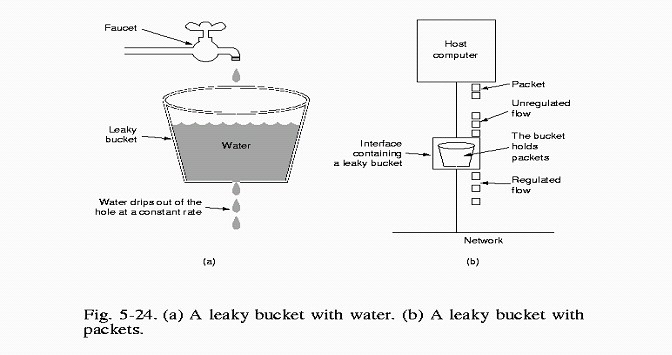 Faucet
Leaky
bucket
Water
Water drips out of the
hole at a constant rate
(a)
Host
computer
Packet
Unregulated
flow
Interface
containing
a leaky bucket
The bucket
holds
packets
Regulated
flow
Network
(b)
Fig. 5-24. (a) A leaky bucket with water. (b) A leaky bucket with
packets.